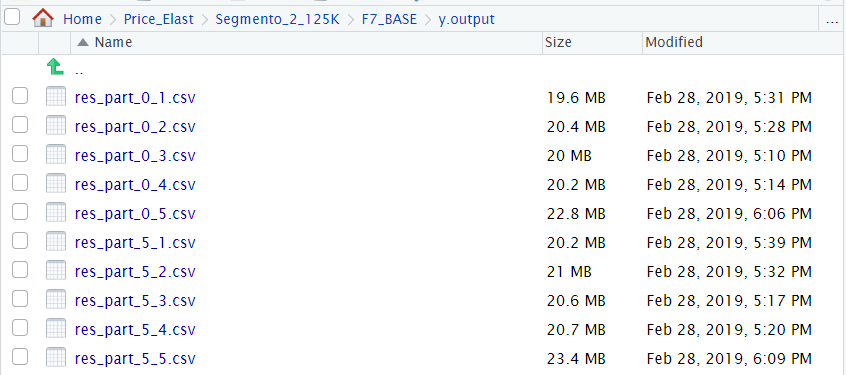 Home Price_Elast Segmento_2_125K F7_BASE y.output ...
Name Size Modified
..
res_part_0_1.csv 19.6 MB Feb 28, 2019, 5:31 PM
res_part_0_2.csv 20.4 MB Feb 28, 2019, 5:28 PM
res_part_0_3.csv 20 MB Feb 28, 2019, 5:10 PM
res_part_0_4.csv 20.2 MB Feb 28, 2019, 5:14 PM
res_part_0_5.csv 22.8 MB Feb 28, 2019, 6:06 PM
res_part_5_1.csv 20.2 MB Feb 28, 2019, 5:39 PM
res_part_5_2.csv 21 MB Feb 28, 2019, 5:32 PM
res_part_5_3.csv 20.6 MB Feb 28, 2019, 5:17 PM
res_part_5_4.csv 20.7 MB Feb 28, 2019, 5:20 PM
res_part_5_5.csv 23.4 MB Feb 28, 2019, 6:09 PM